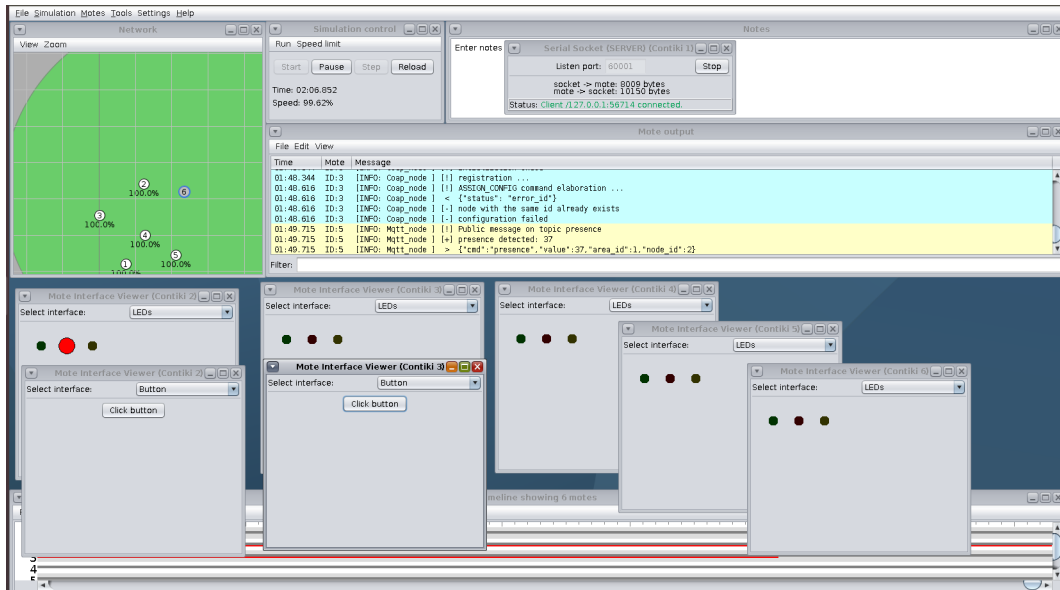 File Simulation Motes Tools Settings Help
Network
View Zoom
2
100.0%
6
3
100.0%
4
100.0%
5
100.0%
1
100.0%
Simulation control
Run Speed limit
Start Pause Step Reload
Time: 02:06.852
Speed: 99.62%
Notes
Enter notes
Serial Socket (SERVER) (Contiki 1)
Listen port: 60001 Stop
socket -> mote: 8009 bytes
mote -> socket: 10150 bytes
Status: Client /127.0.0.1:56714 connected.
Mote output
File Edit View
Time Mote Message
01:48.344 ID:3 [INFO: Coap_node ] [!] registration ...
01:48.616 ID:3 [INFO: Coap_node ] [!] ASSIGN_CONFIG command elaboration ...
01:48.616 ID:3 [INFO: Coap_node ] < {"status": "error_id"}
01:48.616 ID:3 [INFO: Coap_node ] [-] node with the same id already exists
01:48.616 ID:3 [INFO: Coap_node ] [-] configuration failed
01:49.715 ID:5 [INFO: Mqtt_node ] [!] Public message on topic presence
01:49.715 ID:5 [INFO: Mqtt_node ] [+] presence detected: 37
01:49.715 ID:5 [INFO: Mqtt_node ] > {"cmd":"presence","value":37,"area_id":1,"node_id":2}
Filter:
Mote Interface Viewer (Contiki 2)
Select interface: LEDs
Mote Interface Viewer (Contiki 2)
Select interface: Button
Click button
Mote Interface Viewer (Contiki 3)
Select interface: LEDs
Mote Interface Viewer (Contiki 3)
Select interface: Button
Click button
Mote Interface Viewer (Contiki 4)
Select interface: LEDs
Mote Interface Viewer (Contiki 5)
Select interface: LEDs
Mote Interface Viewer (Contiki 6)
Select interface: LEDs
meline showing 6 motes
3
4
5